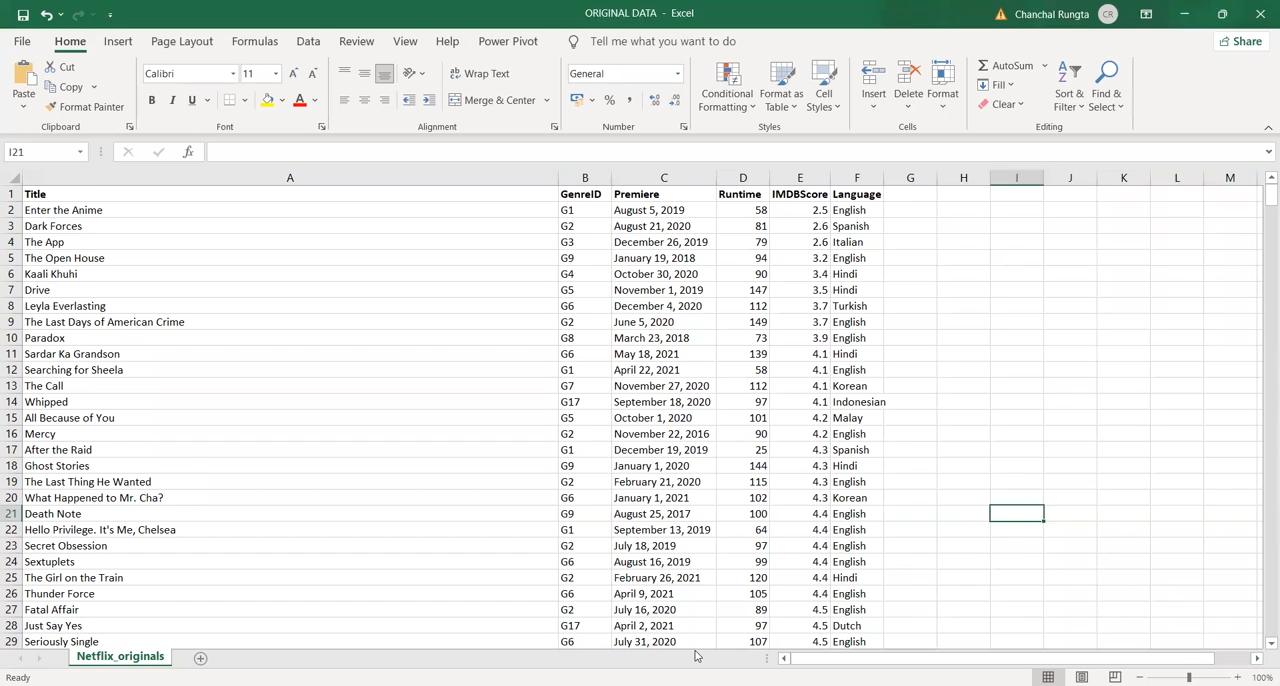 ORIGINAL DATA - Excel
Chanchal Rungta CR
File Home Insert Page Layout Formulas Data Review View Help Power Pivot Tell me what you want to do Share
Paste Cut Copy Format Painter
Calibri 11
B I U A
Wrap Text
Merge & Center
General
%
Conditional Formatting
Format as Table
Cell Styles
Insert Delete Format
AutoSum
Fill
Clear
Sort & Filter
Find & Select
Clipboard Font Alignment Number Styles Cells Editing
I21 fx
A B C D E F G H I J K L M
1 Title GenreID Premiere Runtime IMDBScore Language
2 Enter the Anime G1 August 5, 2019 58 2.5 English
3 Dark Forces G2 August 21, 2020 81 2.6 Spanish
4 The App G3 December 26, 2019 79 2.6 Italian
5 The Open House G9 January 19, 2018 94 3.2 English
6 Kaali Khuhi G4 October 30, 2020 90 3.4 Hindi
7 Drive G5 November 1, 2019 147 3.5 Hindi
8 Leyla Everlasting G6 December 4, 2020 112 3.7 Turkish
9 The Last Days of American Crime G2 June 5, 2020 149 3.7 English
10 Paradox G8 March 23, 2018 73 3.9 English
11 Sardar Ka Grandson G6 May 18, 2021 139 4.1 Hindi
12 Searching for Sheela G1 April 22, 2021 58 4.1 English
13 The Call G7 November 27, 2020 112 4.1 Korean
14 Whipped G17 September 18, 2020 97 4.1 Indonesian
15 All Because of You G5 October 1, 2020 101 4.2 Malay
16 Mercy G2 November 22, 2016 90 4.2 English
17 After the Raid G1 December 19, 2019 25 4.3 Spanish
18 Ghost Stories G9 January 1, 2020 144 4.3 Hindi
19 The Last Thing He Wanted G2 February 21, 2020 115 4.3 English
20 What Happened to Mr. Cha? G6 January 1, 2021 102 4.3 Korean
21 Death Note G9 August 25, 2017 100 4.4 English
22 Hello Privilege. It's Me, Chelsea G1 September 13, 2019 64 4.4 English
23 Secret Obsession G2 July 18, 2019 97 4.4 English
24 Sextuplets G6 August 16, 2019 99 4.4 English
25 The Girl on the Train G2 February 26, 2021 120 4.4 Hindi
26 Thunder Force G6 April 9, 2021 105 4.4 English
27 Fatal Affair G2 July 16, 2020 89 4.5 English
28 Just Say Yes G17 April 2, 2021 97 4.5 Dutch
29 Seriously Single G6 July 31, 2020 107 4.5 English
Netflix_originals
Ready 100%